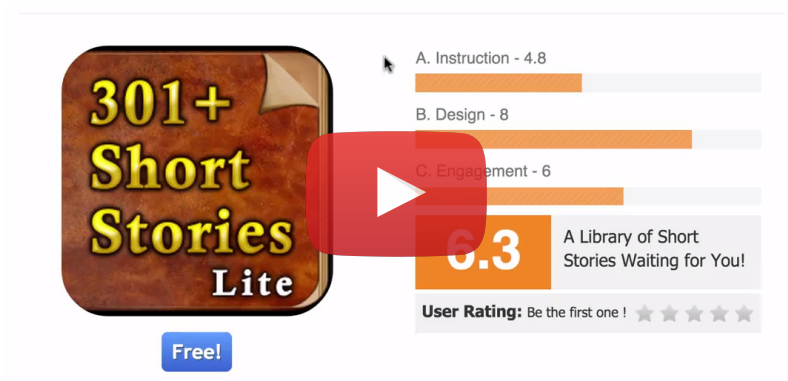 301+
Short
Stories
Lite
Free!
A. Instruction - 4.8
B. Design - 8
C. Engagement - 6
6.3
A Library of Short
Stories Waiting for You!
User Rating: Be the first one !